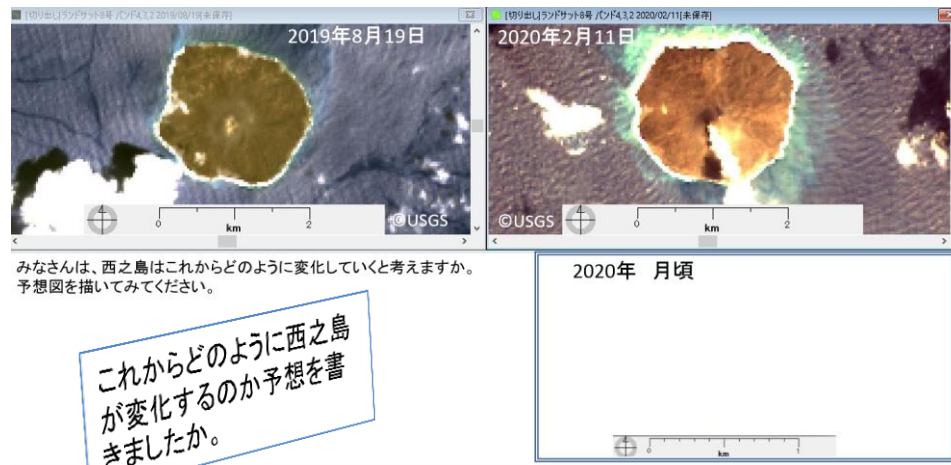 [切り出し]ランドサット8号 バンド4,3,2 2019/08/19[未保存]
2019年8月19日
0 2
km
©USGS
[切り出し]ランドサット8号 バンド4,3,2 2020/02/11[未保存]
2020年2月11日
©USGS
0 2
km
みなさんは、西之島はこれからどのように変化していくと考えますか。
予想図を描いてみてください。
これからどのように西之島
が変化するのか予想を書
きましたか。
2020年 月頃
0 1
km